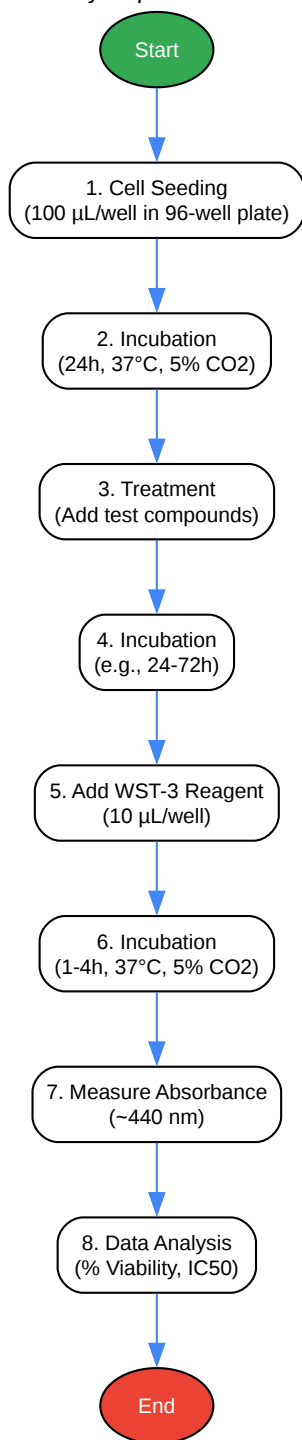 Start
1. Cell Seeding
(100 µL/well in 96-well plate)
2. Incubation
(24h, 37°C, 5% CO2)
3. Treatment
(Add test compounds)
4. Incubation
(e.g., 24-72h)
5. Add WST-3 Reagent
(10 µL/well)
6. Incubation
(1-4h, 37°C, 5% CO2)
7. Measure Absorbance
(~440 nm)
8. Data Analysis
(% Viability, IC50)
End